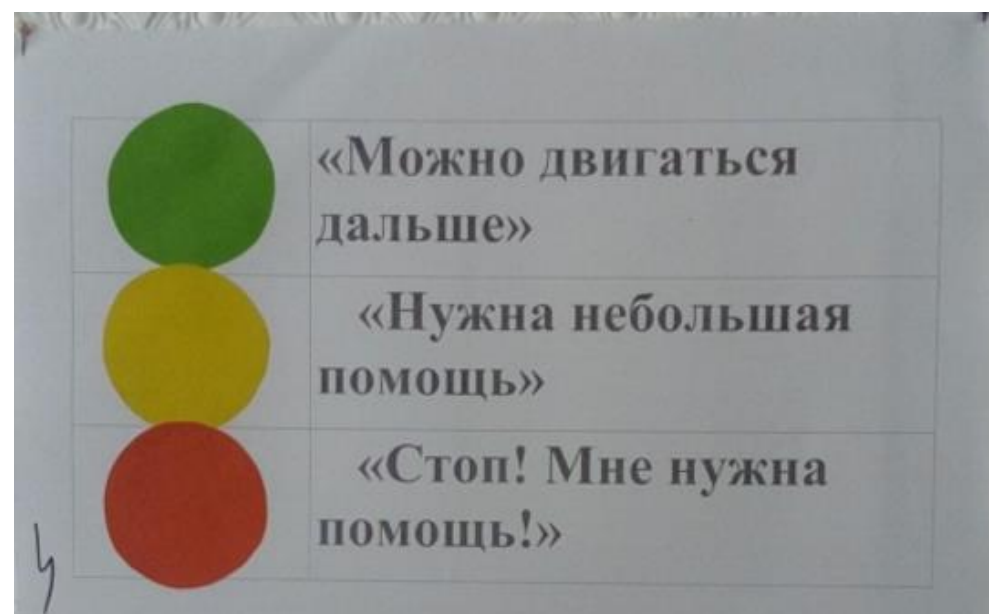 «Можно двигаться
дальше»
«Нужна небольшая
помощь»
«Стоп! Мне нужна
помощь!»